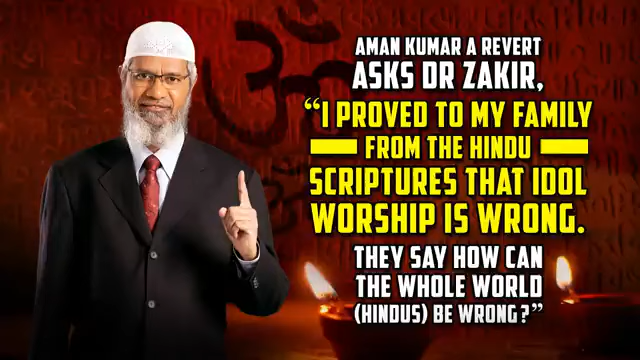 AMAN KUMAR A REVERT
ASKS DR ZAKIR,
“I PROVED TO MY FAMILY
FROM THE HINDU
SCRIPTURES THAT IDOL
WORSHIP IS WRONG.
THEY SAY HOW CAN
THE WHOLE WORLD
(HINDUS) BE WRONG?”
ॐ